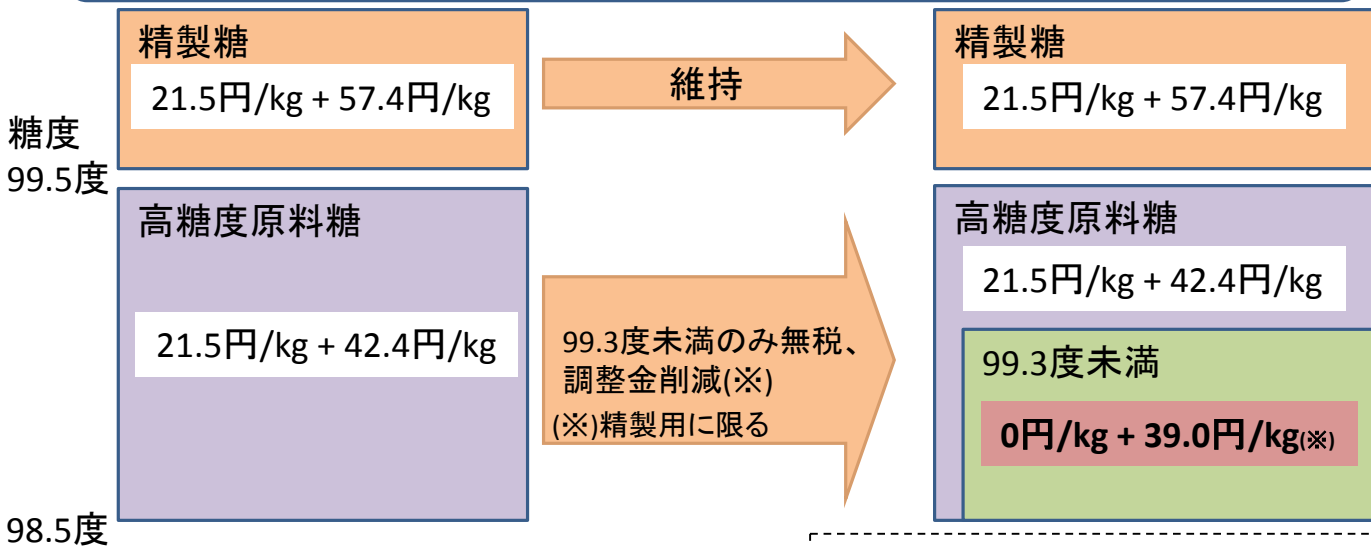 精製糖
21.5円/kg + 57.4円/kg
維持
精製糖
21.5円/kg + 57.4円/kg
糖度
99.5度
高糖度原料糖
21.5円/kg + 42.4円/kg
99.3度未満のみ無税、
調整金削減(※)
(※)精製用に限る
高糖度原料糖
21.5円/kg + 42.4円/kg
99.3度未満
0円/kg + 39.0円/kg(※)
98.5度